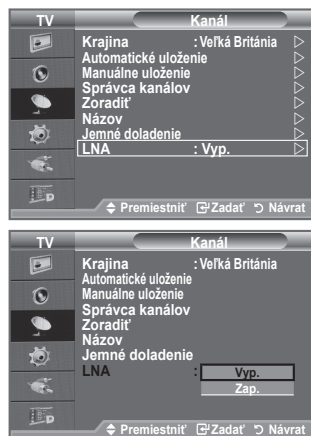 TV Kanál
Krajina : Veľká Británia
Automatické uloženie
Manuálne uloženie
Správca kanálov
Zoradiť
Názov
Jemné doladenie
LNA : Vyp.
Premiestniť Zadať Návrat
TV Kanál
Krajina : Veľká Británia
Automatické uloženie
Manuálne uloženie
Správca kanálov
Zoradiť
Názov
Jemné doladenie
LNA : Vyp.
Zap.
Premiestniť Zadať Návrat